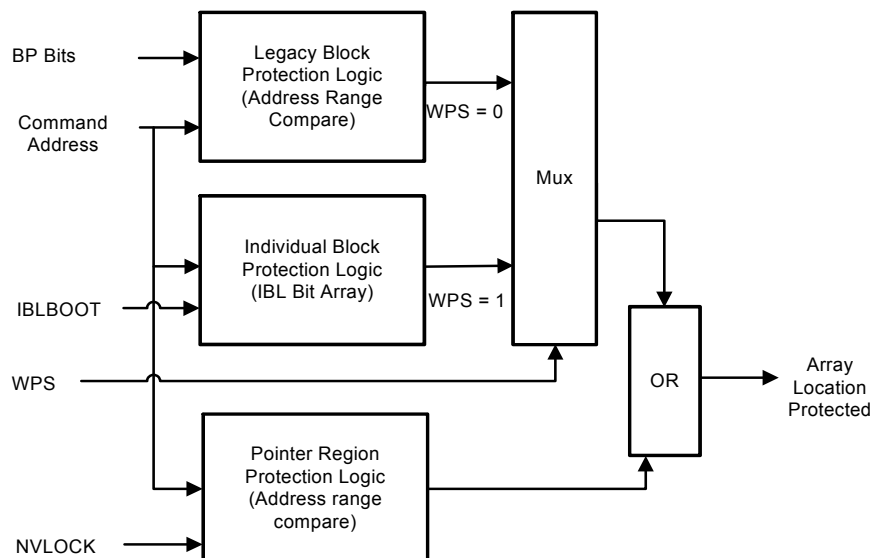 BP Bits
Legacy Block
Protection Logic
(Address Range
Compare)
WPS = 0
Command
Address
Mux
Individual Block
Protection Logic
(IBL Bit Array)
WPS = 1
IBLBOOT
WPS
OR
Array
Location
Protected
Pointer Region
Protection Logic
(Address range
compare)
NVLOCK